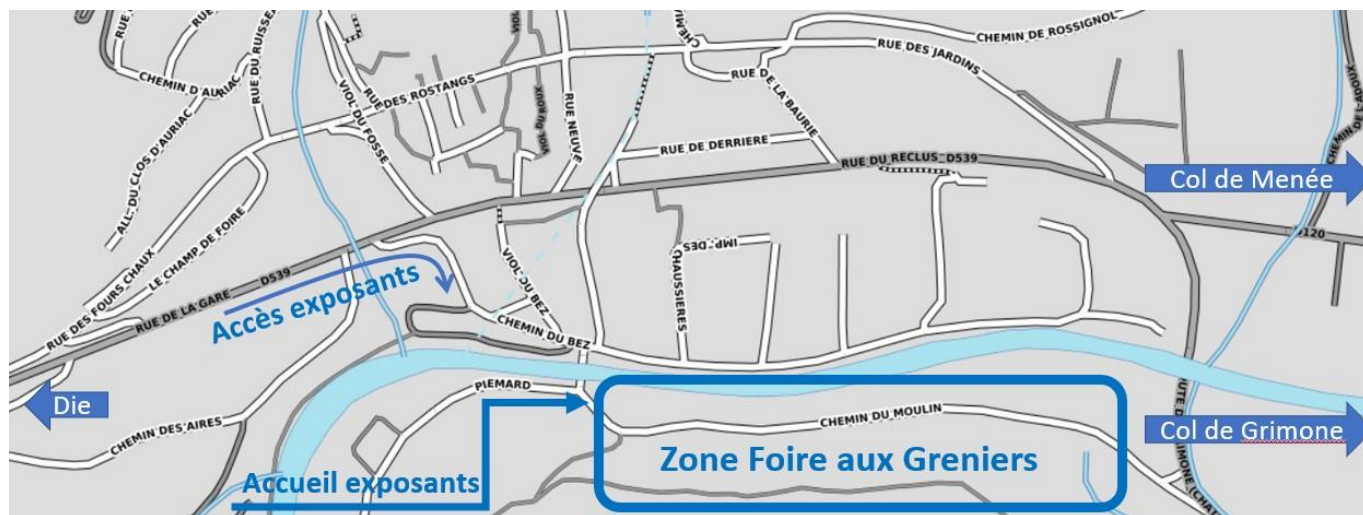 RUE DU RUISSE
CHEMIN D'AURIAC
ALL. DU CLOS D'AURIAC
VIOL DU FOSSE
RUE DES ROSTANGS
VIOL DU ROUX
RUE NEUVE
CHEMIN DE ROSSIGNOL
RUE DES JARDINS
RUE DE LA BAURIE
RUE DE DERRIERE
RUE DU RECLUS_D539
Col de Menée
D120
LE CHAMP DE FOIRE
RUE DES FOURS CHAUX
RUE DE LA GARE D539
Accès exposants
VIOL DU BEZ
IMP. DES
CHAUSSIERES
CHEMIN DU BEZ
Die
PIEMARD
CHEMIN DU MOULIN
Col de Grimone
CHEMIN DES AIRES
Accueil exposants
Zone Foire aux Greniers